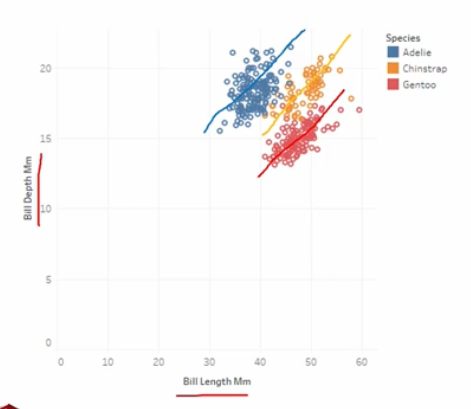 Species
Adelie
Chinstrap
Gentoo
20
15
10
5
0
Bill Depth Mm
0 10 20 30 40 50 60
Bill Length Mm